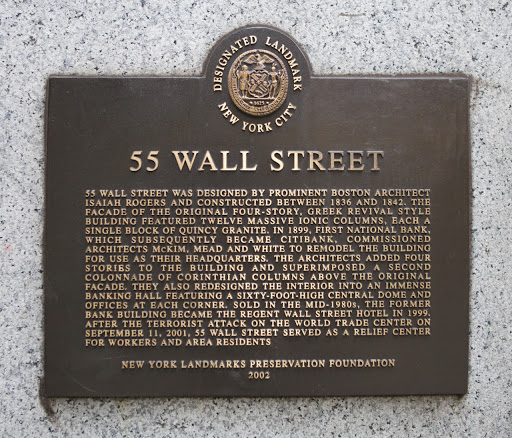 DESIGNATED LANDMARK
NEW YORK CITY
1625
55 WALL STREET
55 WALL STREET WAS DESIGNED BY PROMINENT BOSTON ARCHITECT
ISAIAH ROGERS AND CONSTRUCTED BETWEEN 1836 AND 1842. THE
FACADE OF THE ORIGINAL FOUR-STORY, GREEK REVIVAL STYLE
BUILDING FEATURED TWELVE MASSIVE IONIC COLUMNS, EACH A
SINGLE BLOCK OF QUINCY GRANITE. IN 1899, FIRST NATIONAL BANK,
WHICH SUBSEQUENTLY BECAME CITIBANK, COMMISSIONED
ARCHITECTS McKIM, MEAD AND WHITE TO REMODEL THE BUILDING
FOR USE AS THEIR HEADQUARTERS. THE ARCHITECTS ADDED FOUR
STORIES TO THE BUILDING AND SUPERIMPOSED A SECOND
COLONNADE OF CORINTHIAN COLUMNS ABOVE THE ORIGINAL
FACADE. THEY ALSO REDESIGNED THE INTERIOR INTO AN IMMENSE
BANKING HALL FEATURING A SIXTY-FOOT-HIGH CENTRAL DOME AND
OFFICES AT EACH CORNER. SOLD IN THE MID-1980s, THE FORMER
BANK BUILDING BECAME THE REGENT WALL STREET HOTEL IN 1999.
AFTER THE TERRORIST ATTACK ON THE WORLD TRADE CENTER ON
SEPTEMBER 11, 2001, 55 WALL STREET SERVED AS A RELIEF CENTER
FOR WORKERS AND AREA RESIDENTS
NEW YORK LANDMARKS PRESERVATION FOUNDATION
2002